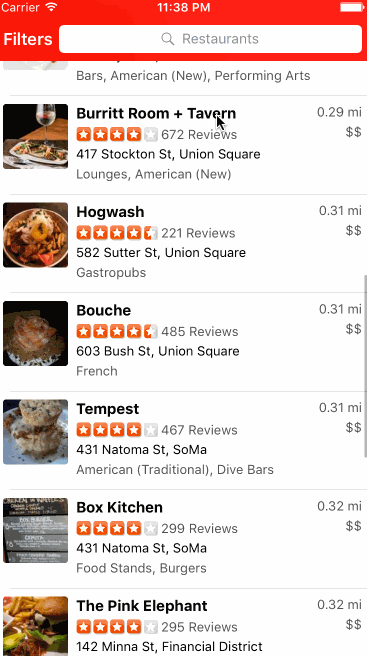 Carrier 11:38 PM
Filters Restaurants
Bars, American (New), Performing Arts
Burritt Room + Tavern 0.29 mi
672 Reviews $$
417 Stockton St, Union Square
Lounges, American (New)
Hogwash 0.31 mi
221 Reviews $$
582 Sutter St, Union Square
Gastropubs
Bouche 0.31 mi
485 Reviews $$
603 Bush St, Union Square
French
Tempest 0.31 mi
467 Reviews $$
431 Natoma St, SoMa
American (Traditional), Dive Bars
Box Kitchen 0.32 mi
299 Reviews $$
431 Natoma St, SoMa
Food Stands, Burgers
The Pink Elephant 0.32 mi
295 Reviews $$
142 Minna St, Financial District